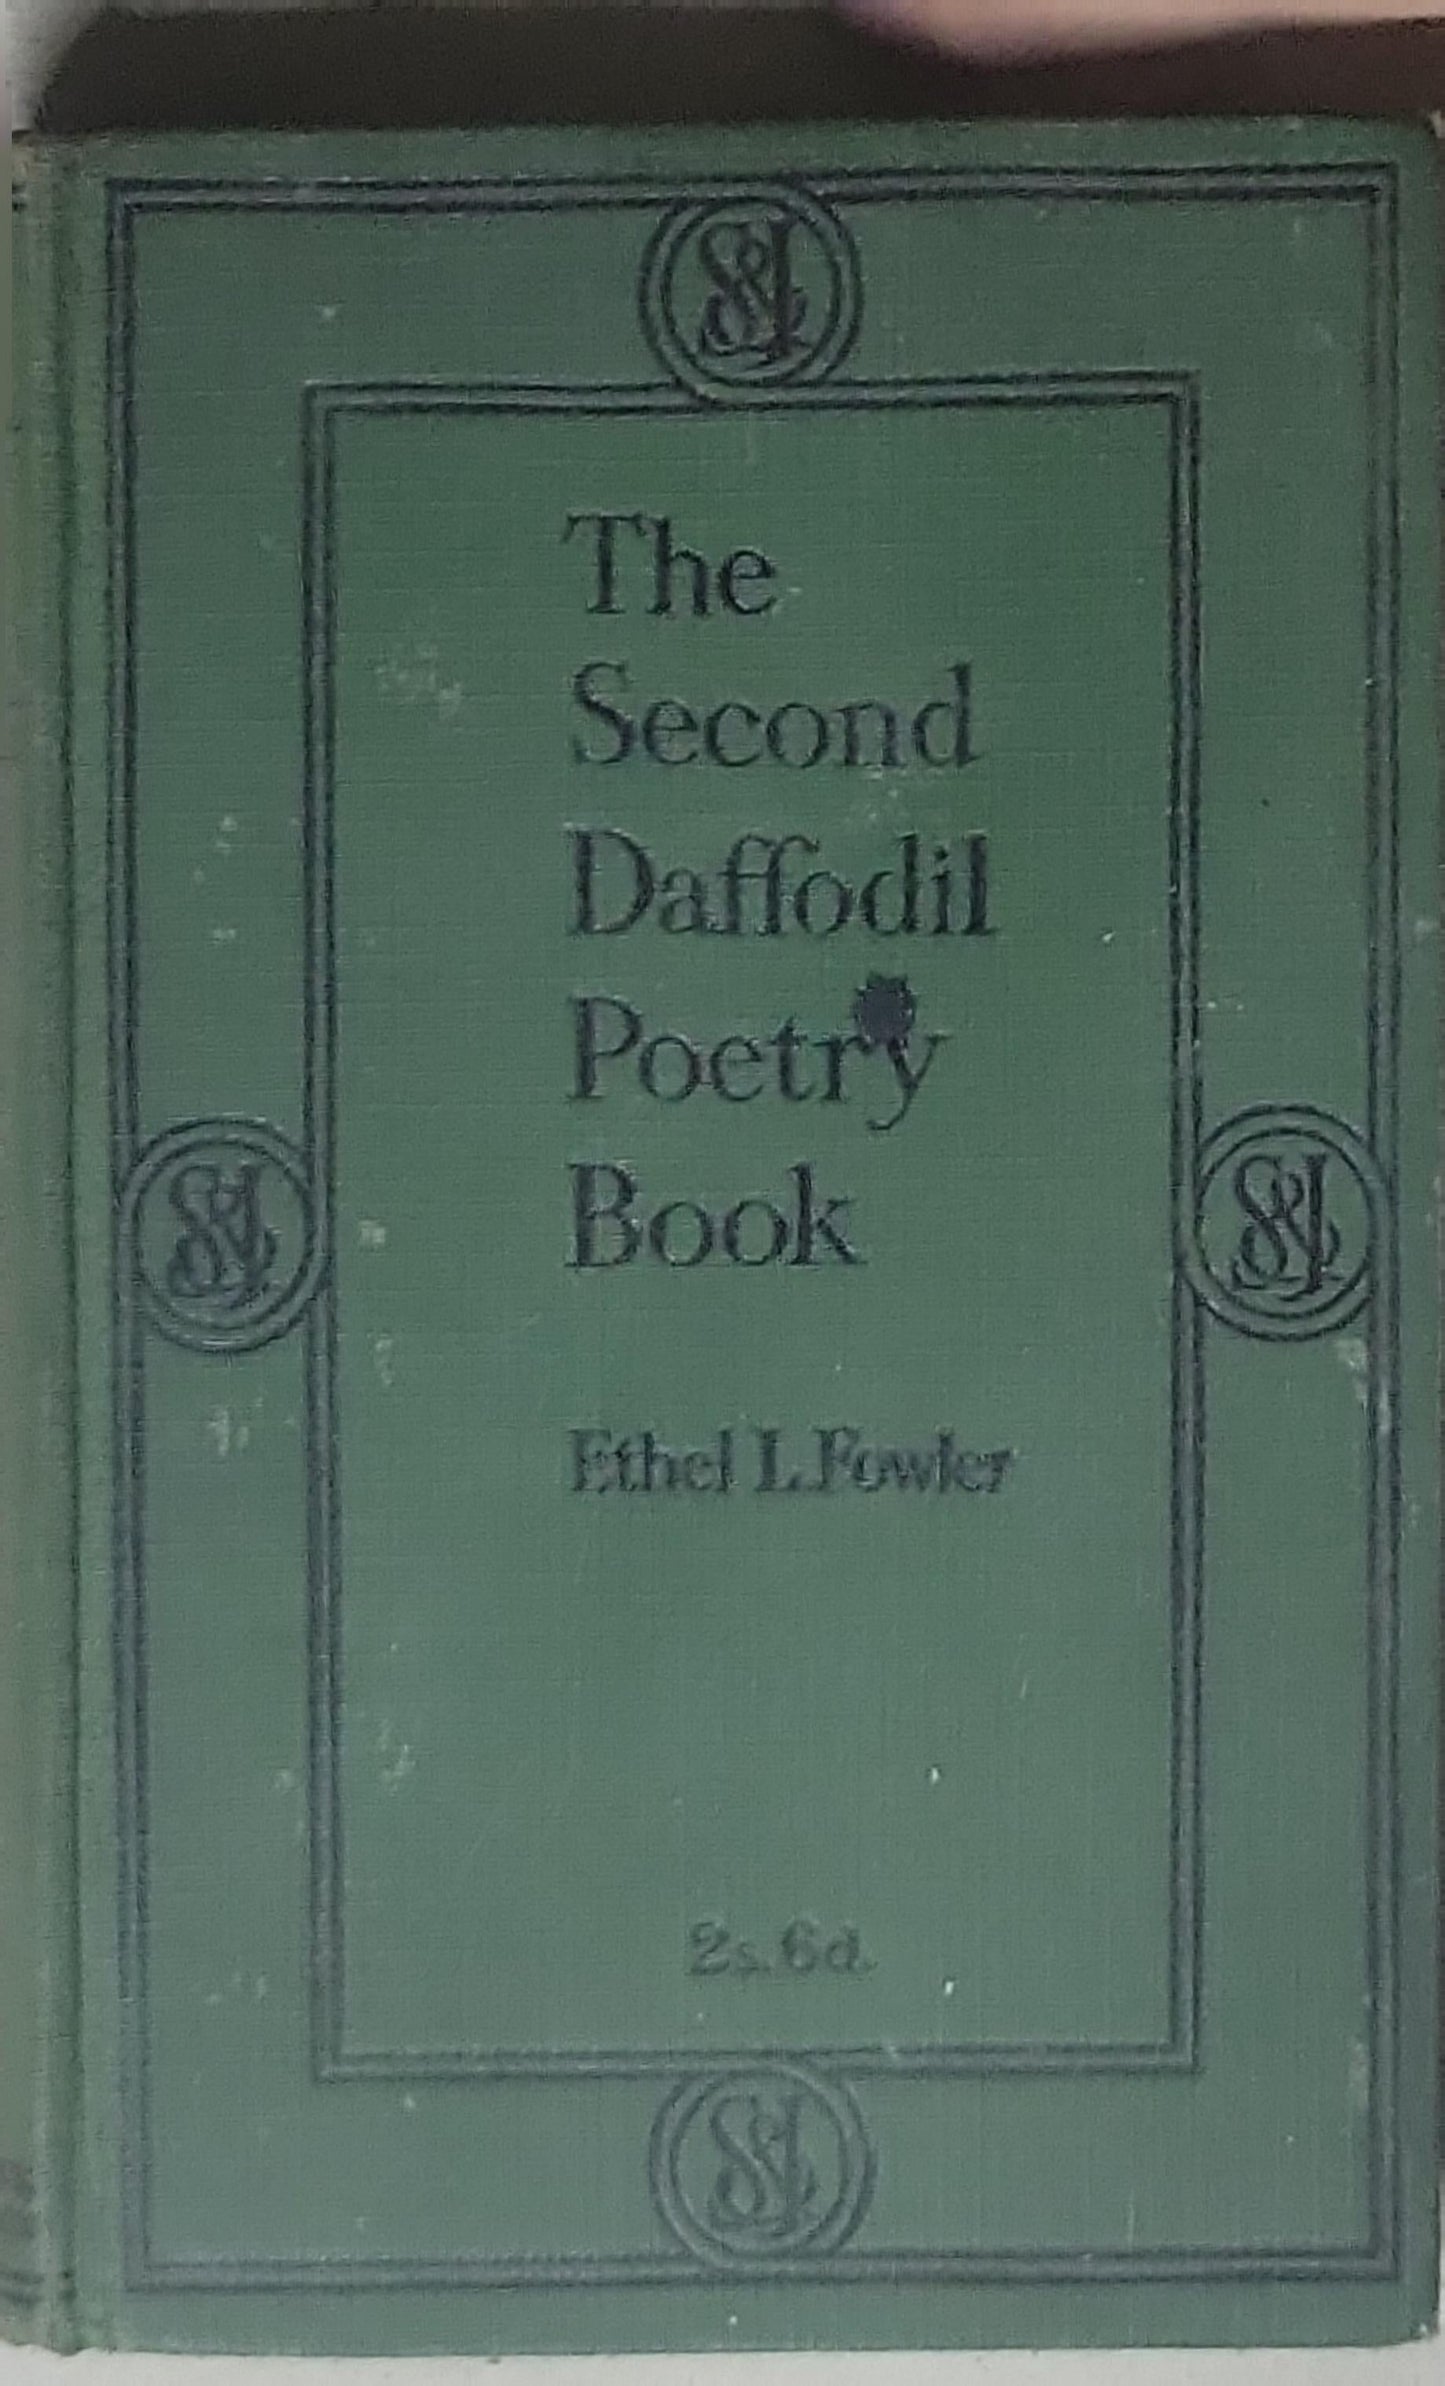 S&J
The
Second
Daffodil
Poetry
Book
S&J
S&J
Ethel L. Fowler
2s. 6d.
S&J